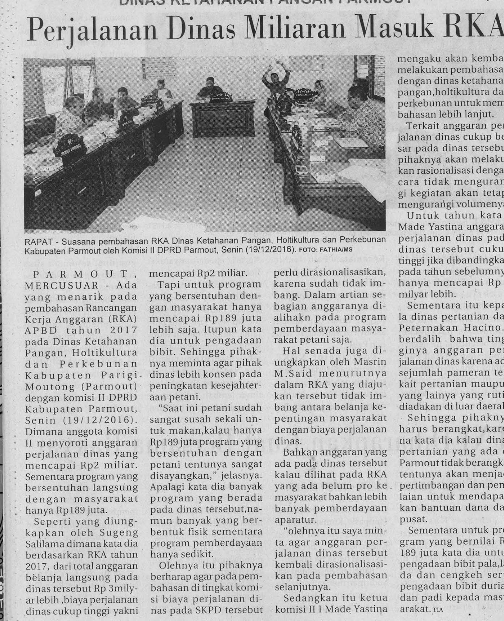 DINAS KETAHANAN PANGAN PARMOUT
Perjalanan Dinas Miliaran Masuk RKA
RAPAT - Suasana pembahasan RKA Dinas Ketahanan Pangan, Holtikultura dan Perkebunan
Kabupaten Parmout oleh Komisi II DPRD Parmout, Senin (19/12/2016). FOTO: FATHIA/MS
PARMOUT,
MERCUSUAR - Ada
yang menarik pada
pembahasan Rancangan
Kerja Anggaran (RKA)
APBD tahun 2017
pada Dinas Ketahanan
Pangan, Holtikultura
dan Perkebunan
Kabupaten Parigi
Moutong (Parmout)
dengan komisi II DPRD
Kabupaten Parmout,
Senin (19/12/2016).
Dimana anggota komisi
II menyoroti anggaran
perjalanan dinas yang
mencapai Rp2 miliar.
Sementara program yang
bersentuhan langsung
dengan masyarakat
hanya Rp189 juta.
Seperti yang diung-
kapkan oleh Sugeng
Salilama dimana kata dia
berdasarkan RKA tahun
2017, dari total anggaran
belanja langsung pada
dinas tersebut Rp 3mily-
ar lebih ,biaya perjalanan
dinas cukup tinggi yakni
mencapai Rp2 miliar.
Tapi untuk program
yang bersentuhan den-
gan masyarakat hanya
mencapai Rp189 juta
lebih saja. Itupun kata
dia untuk pengadaan
bibit. Sehingga pihak-
nya meminta agar pihak
dinas lebih konsen pada
peningkatan kesejahter-
aan petani.
"Saat ini petani sudah
sangat susah sekali un-
tuk makan,kalau hanya
Rp189 juta program yang
bersentuhan dengan
petani tentunya sangat
disayangkan," jelasnya.
Apalagi kata dia banyak
program yang berada
pada dinas tersebut,na-
mun banyak yang ber-
bentuk fisik sementara
program pemberdayaan
hanya sedikit.
Olehnya itu pihaknya
berharap agar pada pem-
bahasan di tingkat komi-
si biaya perjalanan di-
nas pada SKPD tersebut
perlu dirasionalisasikan,
karena sudah tidak im-
bang. Dalam artian se-
bagian anggaranya di-
alihkan pada program
pemberdayaan masya-
rakat petani saja.
Hal senada juga di-
ungkapkan oleh Masrin
M.Said menurutnya
dalam RKA yang diaju-
kan tersebut tidak im-
bang antara belanja ke-
pentingan masyarakat
dengan biaya perjalanan
dinas.
Bahkan anggaran yang
ada pada dinas tersebut
kalau dilihat pada RKA
yang ada belum pro ke
masyarakat bahkan lebih
banyak pemberdayaan
aparatur.
"olehnya itu saya min-
ta agar anggaran per-
jalanan dinas tersebut
kembali dirasionalisasi-
kan pada pembahasan
selanjutnya.
Sedangkan itu ketua
komisi II I Made Yastina
mengaku akan kemba
melakukan pembahasa
dengan dinas ketahana
pangan,holtikultura da
perkebunan untuk mem
bahasan lebih lanjut.
Terkait anggaran per
jalanan dinas cukup be
sar pada dinas tersebu
pihaknya akan melaku
kan rasionalisasi denga
cara tidak menguran
gi kegiatan akan tetap
mengurangi volumenya
Untuk tahun kata
Made Yastina anggara
perjalanan dinas pad
dinas tersebut cuku
tinggi jika dibandingka
pada tahun sebelumny
hanya mencapai Rp
milyar lebih.
Sementara itu kepa
la dinas pertanian da
Peternakan Hacino.
berdalih bahwa ting
ginya anggaran per
jalanan dinas karena ad
sejumlah pameran te
kait pertanian maupu
yang lainya yang ruti
diadakan di luar daerah
Sehingga pihaknya
harus berangkat,kare
na kata dia kalau dina
pertanian yang ada
Parmout tidak berangk
tentunya akan menja
pertimbangan dan pen
laian untuk mendapa
kan bantuan dana da
pusat.
Sementara untuk pro
gram yang bernilai R
189 juta kata dia untu
pengadaan bibit pala,la
da dan cengkeh sert
pengadaan bibit duria
dan padi kepada mas
arakat.